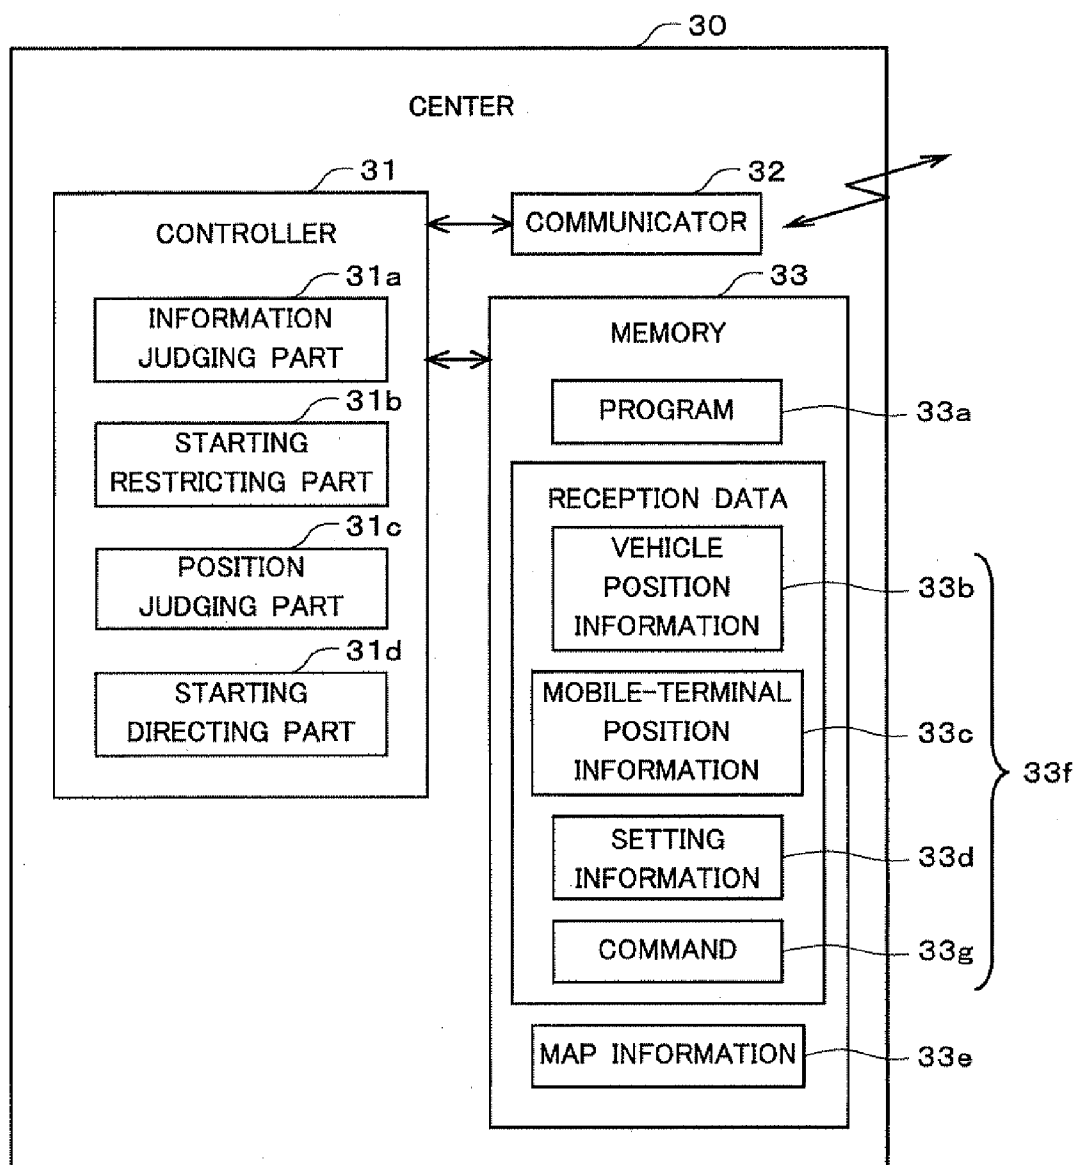 30
CENTER
31
CONTROLLER
31a
INFORMATION
JUDGING PART
31b
STARTING
RESTRICTING PART
31c
POSITION
JUDGING PART
31d
STARTING
DIRECTING PART
32
COMMUNICATOR
33
MEMORY
PROGRAM
33a
RECEPTION DATA
VEHICLE
POSITION
INFORMATION
33b
MOBILE-TERMINAL
POSITION
INFORMATION
33c
SETTING
INFORMATION
33d
COMMAND
33g
33f
MAP INFORMATION
33e